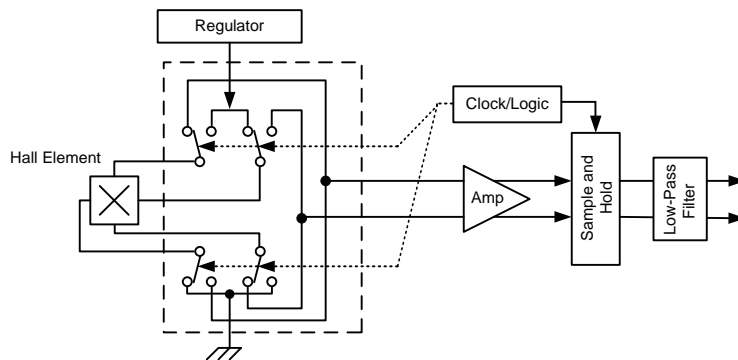 Regulator
Clock/Logic
Hall Element
Amp
Sample and
Hold
Low-Pass
Filter